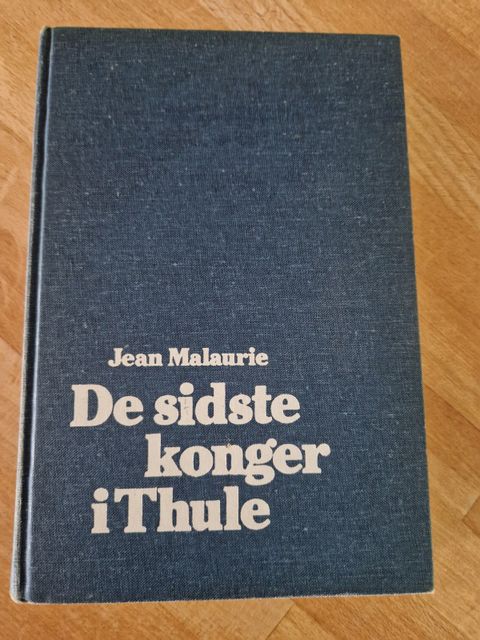 Jean Malaurie
De sidste
konger
i Thule